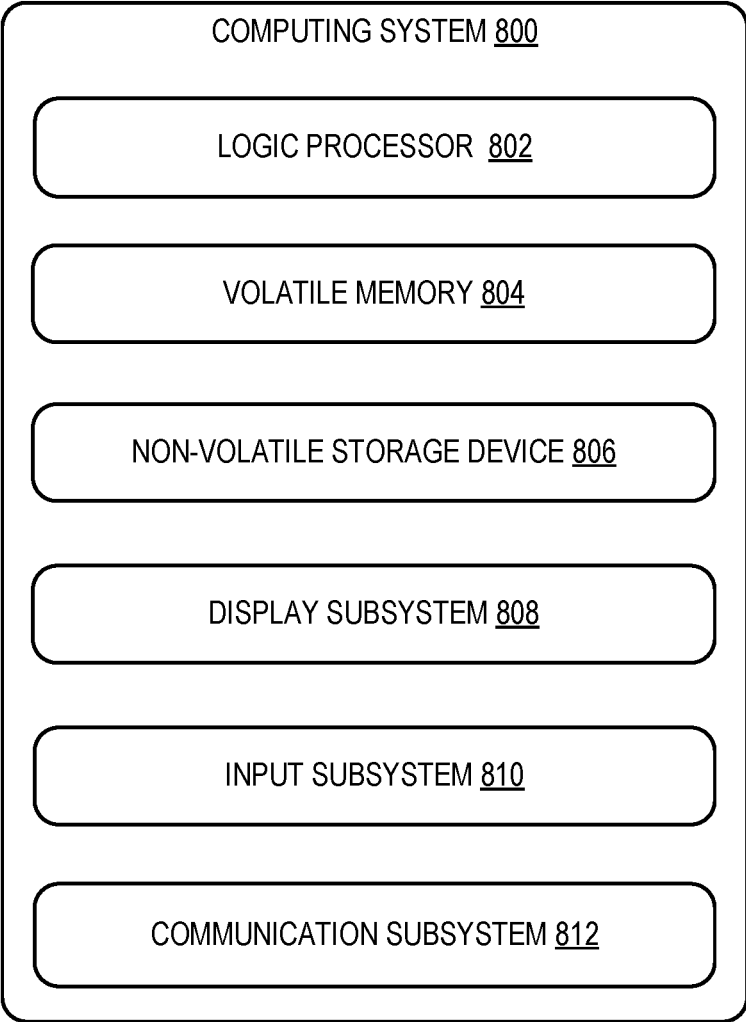 COMPUTING SYSTEM 800
LOGIC PROCESSOR 802
VOLATILE MEMORY 804
NON-VOLATILE STORAGE DEVICE 806
DISPLAY SUBSYSTEM 808
INPUT SUBSYSTEM 810
COMMUNICATION SUBSYSTEM 812